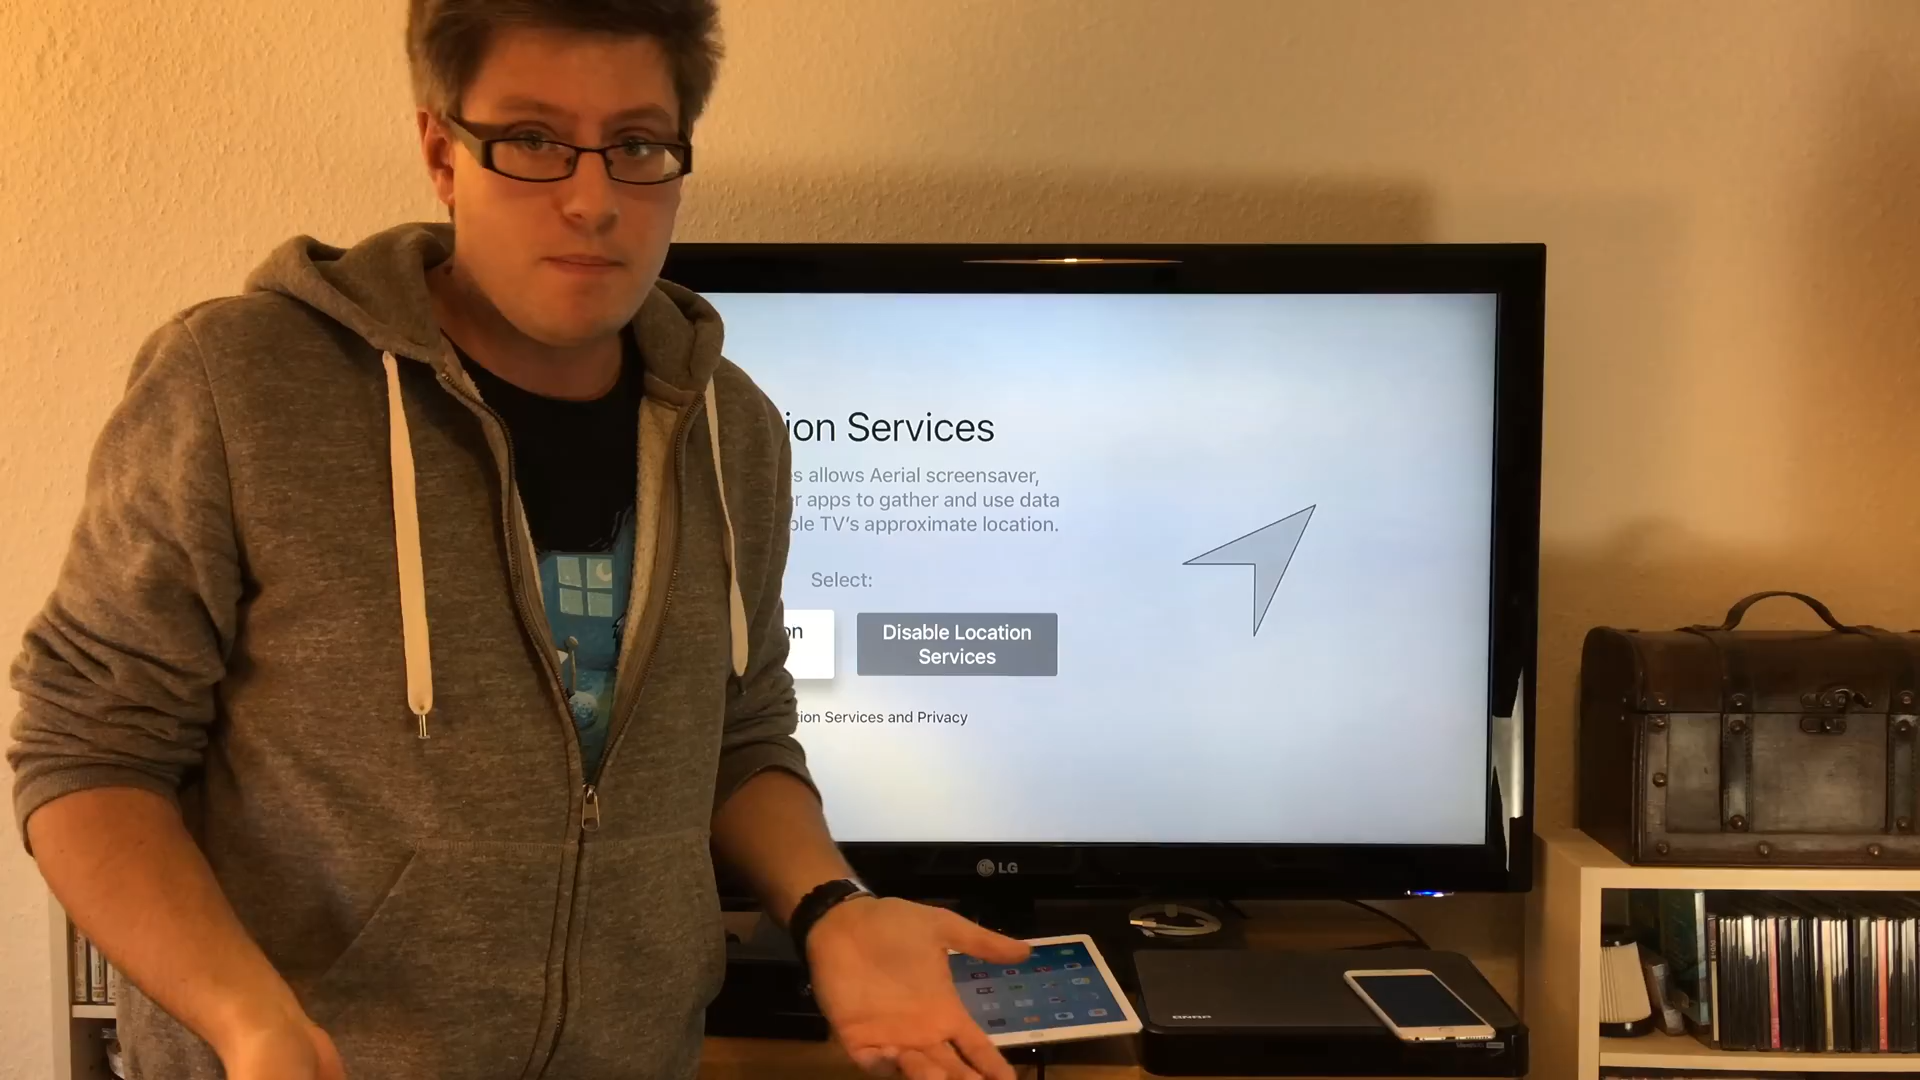 ion Services
s allows Aerial screensaver,
r apps to gather and use data
ple TV's approximate location.
Select:
on
Disable Location
Services
tion Services and Privacy
LG